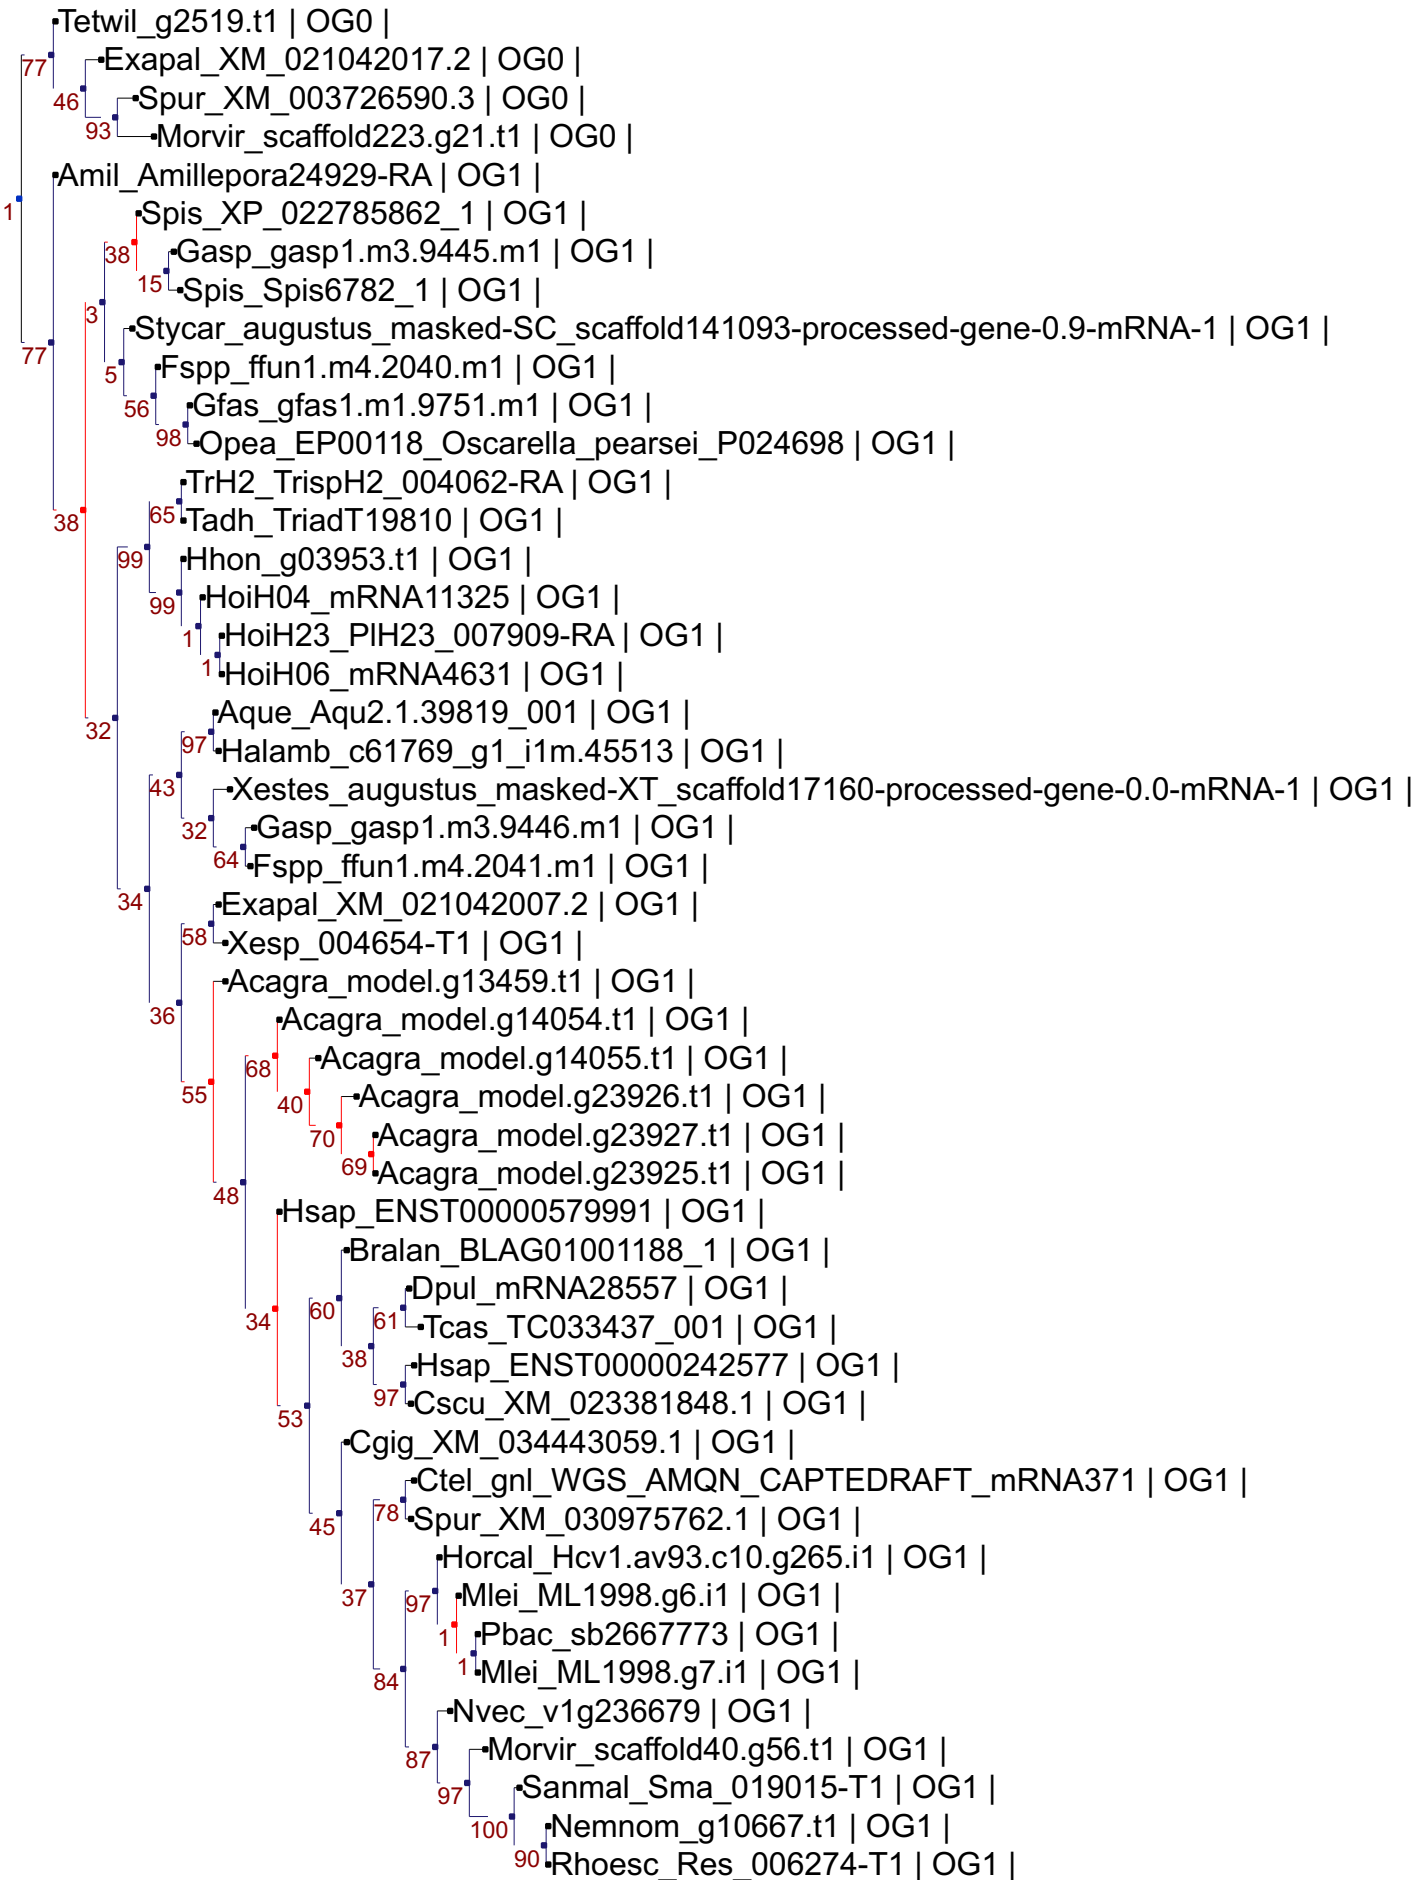 Tetwil_g2519.t1 | OG0 |
Exapal_XM_021042017.2 | OG0 |
77
46
Spur_XM_003726590.3 | OG0 |
93
Morvir_scaffold223.g21.t1 | OG0 |
Amil_Amillepora24929-RA | OG1 |
1
Spis_XP_022785862_1 | OG1 |
38
Gasp_gasp1.m3.9445.m1 | OG1 |
15
Spis_Spis6782_1 | OG1 |
3
Stycar_augustus_masked-SC_scaffold141093-processed-gene-0.9-mRNA-1 | OG1 |
77
5
Fspp_ffun1.m4.2040.m1 | OG1 |
56
Gfas_gfas1.m1.9751.m1 | OG1 |
98
Opea_EP00118_Oscarella_pearsei_P024698 | OG1 |
TrH2_TrispH2_004062-RA | OG1 |
38
65
Tadh_TriadT19810 | OG1 |
99
Hhon_g03953.t1 | OG1 |
99
HoiH04_mRNA11325 | OG1 |
1
HoiH23_PlH23_007909-RA | OG1 |
1
HoiH06_mRNA4631 | OG1 |
Aque_Aqu2.1.39819_001 | OG1 |
32
97
Halamb_c61769_g1_i1m.45513 | OG1 |
43
Xestes_augustus_masked-XT_scaffold17160-processed-gene-0.0-mRNA-1 | OG1 |
32
Gasp_gasp1.m3.9446.m1 | OG1 |
64
Fspp_ffun1.m4.2041.m1 | OG1 |
34
Exapal_XM_021042007.2 | OG1 |
58
Xesp_004654-T1 | OG1 |
Acagra_model.g13459.t1 | OG1 |
36
Acagra_model.g14054.t1 | OG1 |
68
Acagra_model.g14055.t1 | OG1 |
55
40
Acagra_model.g23926.t1 | OG1 |
70
Acagra_model.g23927.t1 | OG1 |
69
Acagra_model.g23925.t1 | OG1 |
48
Hsap_ENST00000579991 | OG1 |
Bralan_BLAG01001188_1 | OG1 |
Dpul_mRNA28557 | OG1 |
60
34
61
Tcas_TC033437_001 | OG1 |
38
Hsap_ENST00000242577 | OG1 |
97
Cscu_XM_023381848.1 | OG1 |
53
Cgig_XM_034443059.1 | OG1 |
Ctel_gnl_WGS_AMQN_CAPTEDRAFT_mRNA371 | OG1 |
78
Spur_XM_030975762.1 | OG1 |
45
Horcal_Hcv1.av93.c10.g265.i1 | OG1 |
37
97
Mlei_ML1998.g6.i1 | OG1 |
1
Pbac_sb2667773 | OG1 |
1
Mlei_ML1998.g7.i1 | OG1 |
84
Nvec_v1g236679 | OG1 |
87
Morvir_scaffold40.g56.t1 | OG1 |
97
Sanmal_Sma_019015-T1 | OG1 |
100
Nemnom_g10667.t1 | OG1 |
90
Rhoesc_Res_006274-T1 | OG1 |